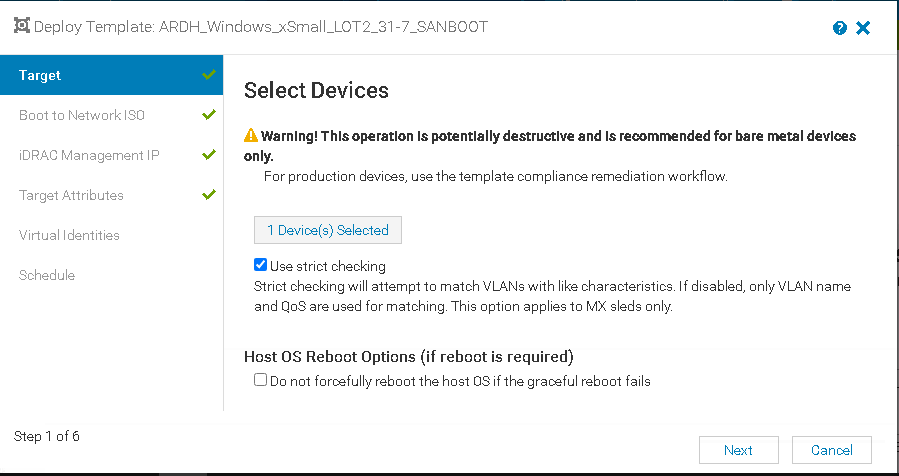 Deploy Template: ARDH_Windows_xSmall_LOT2_31-7_SANBOOT
Target
Boot to Network ISO
iDRAC Management IP
Target Attributes
Virtual Identities
Schedule
Select Devices
Warning! This operation is potentially destructive and is recommended for bare metal devices
only.
For production devices, use the template compliance remediation workflow.
1 Device(s) Selected
Use strict checking
Strict checking will attempt to match VLANs with like characteristics. If disabled, only VLAN name
and QoS are used for matching. This option applies to MX sleds only.
Host OS Reboot Options (if reboot is required)
Do not forcefully reboot the host OS if the graceful reboot fails
Step 1 of 6
Next
Cancel